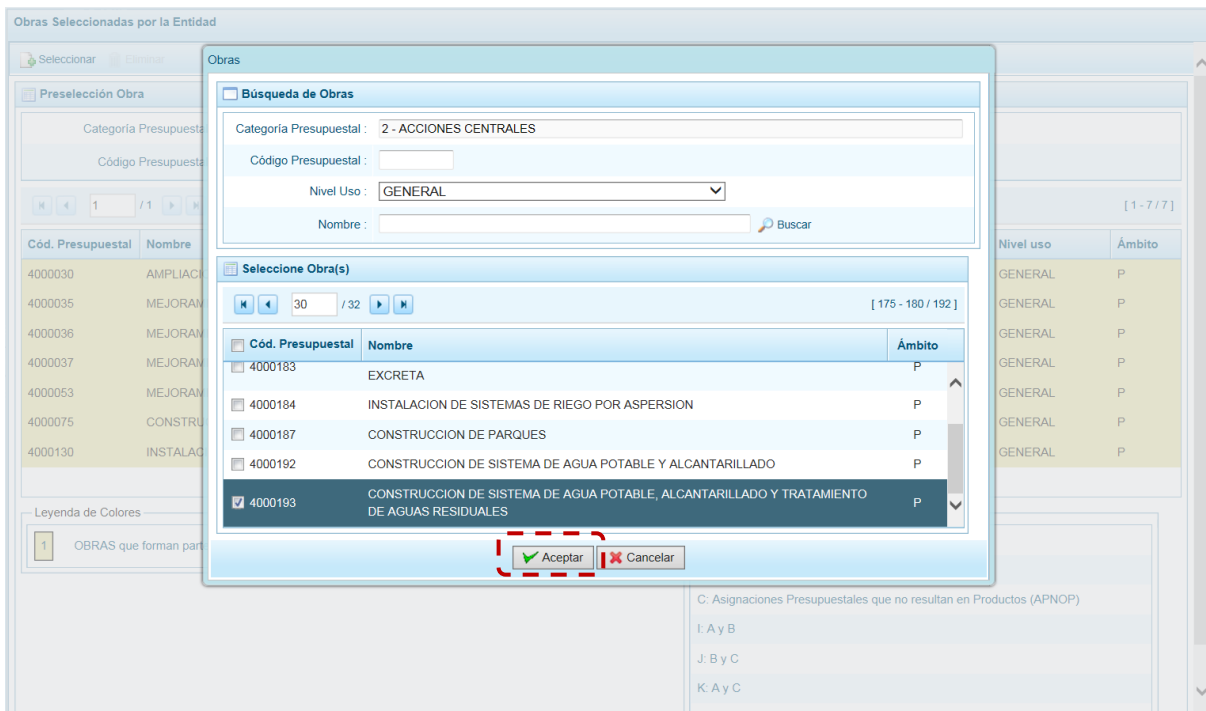 Obras Seleccionadas por la Entidad
Seleccionar Eliminar
Obras
Preselección Obra
Búsqueda de Obras
Categoría Presupuesta
Categoría Presupuestal : 2 - ACCIONES CENTRALES
Código Presupuesta
Código Presupuestal :
Nivel Uso : GENERAL
Nombre : Buscar
1 / 1 [ 1 - 7 / 7 ]
Cód. Presupuestal Nombre Nivel uso Ámbito
4000030 AMPLIACI GENERAL P
4000035 MEJORAM GENERAL P
4000036 MEJORAM GENERAL P
4000037 MEJORAM GENERAL P
4000053 MEJORAM GENERAL P
4000075 CONSTRU GENERAL P
4000130 INSTALAC GENERAL P
Seleccione Obra(s)
30 / 32 [ 175 - 180 / 192 ]
Cód. Presupuestal Nombre Ámbito
4000183 EXCRETA P
4000184 INSTALACION DE SISTEMAS DE RIEGO POR ASPERSION P
4000187 CONSTRUCCION DE PARQUES P
4000192 CONSTRUCCION DE SISTEMA DE AGUA POTABLE Y ALCANTARILLADO P
4000193 CONSTRUCCION DE SISTEMA DE AGUA POTABLE, ALCANTARILLADO Y TRATAMIENTO P
DE AGUAS RESIDUALES
Aceptar Cancelar
Leyenda de Colores
1 OBRAS que forman part
C: Asignaciones Presupuestales que no resultan en Productos (APNOP)
I: A y B
J: B y C
K: A y C